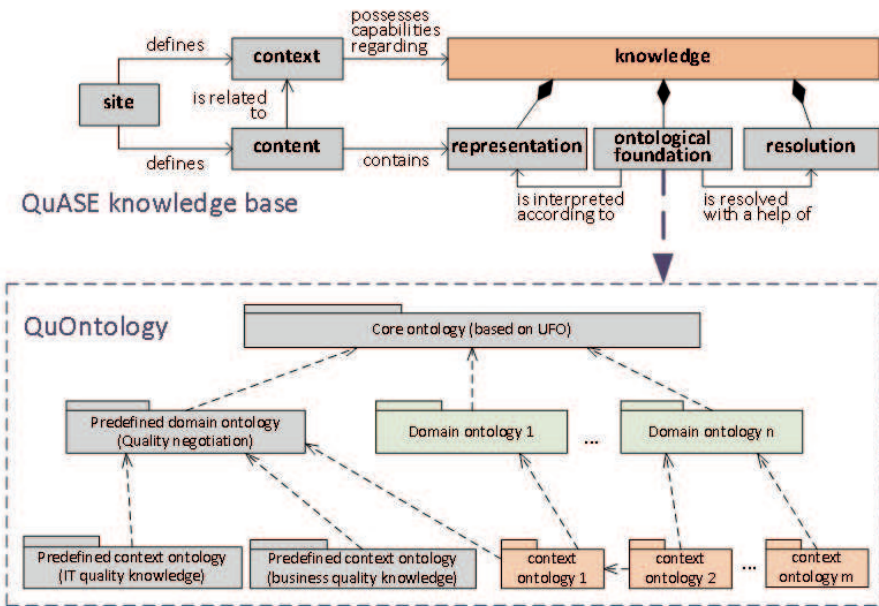 possesses
capabilities
regarding
defines
context
knowledge
site
is related
to
defines
content
contains
representation
ontological
foundation
resolution
is interpreted
according to
is resolved
with a help of
QuASE knowledge base
QuOntology
Core ontology (based on UFO)
Predefined domain ontology
(Quality negotiation)
Domain ontology 1
...
Domain ontology n
Predefined context ontology
(IT quality knowledge)
Predefined context ontology
(business quality knowledge)
context
ontology 1
context
ontology 2
...
context
ontology m